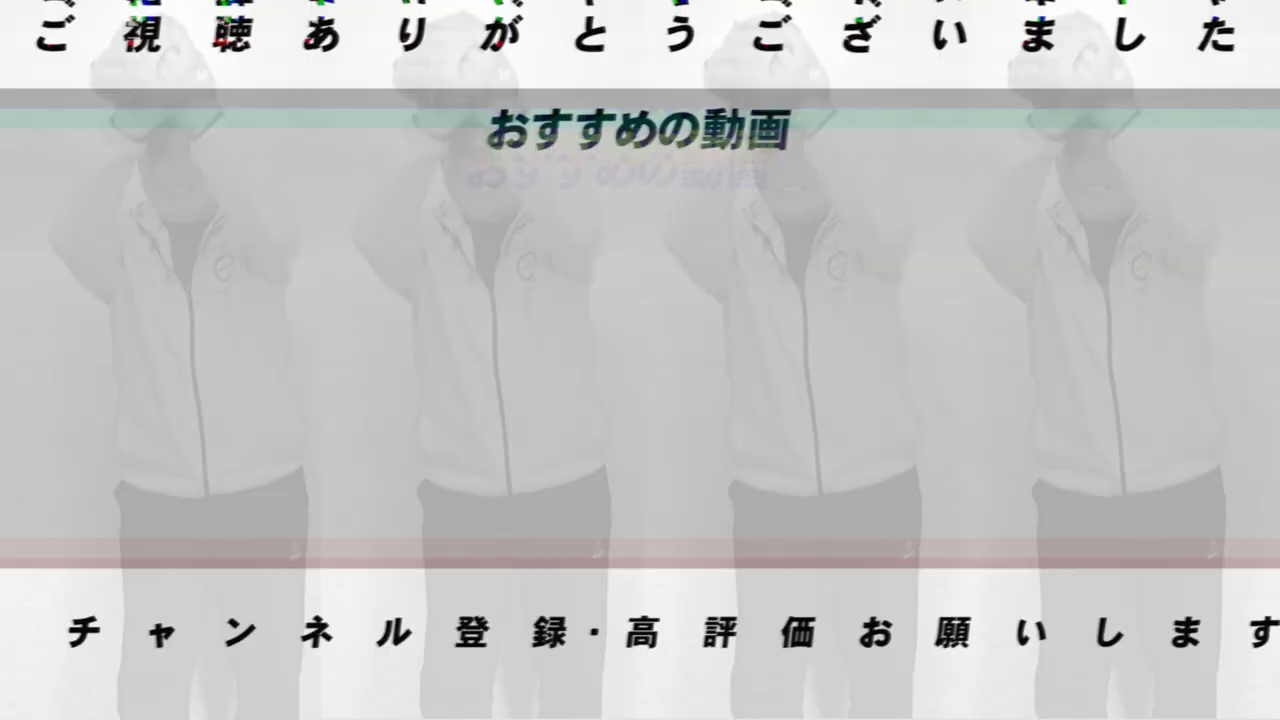 ご視聴ありがとうございました
おすすめの動画
チャンネル登録・高評価お願いします